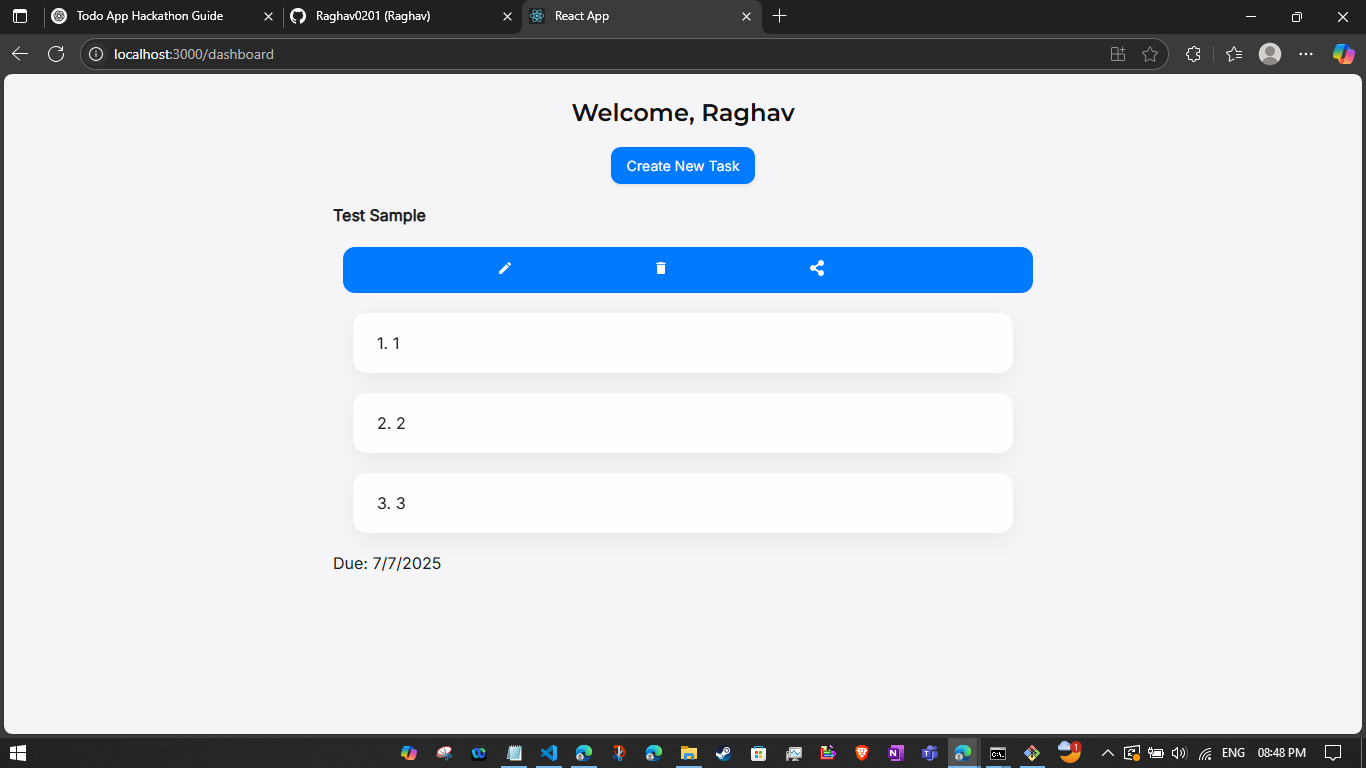 Todo App Hackathon Guide
Raghav0201 (Raghav)
React App
localhost:3000/dashboard
Welcome, Raghav
Create New Task
Test Sample
1. 1
2. 2
3. 3
Due: 7/7/2025
1
ENG
08:48 PM